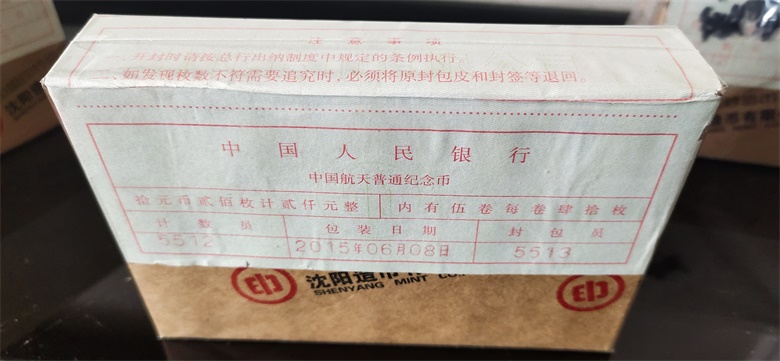 注意事项
一、开封时请按总行出纳制度中规定的条例执行。
二、如发现枚数不符需要追究时，必须将原封包皮和封签等退回。
中国人民银行
中国航天普通纪念币
拾元币贰佰枚计贰仟元整 内有伍卷每卷肆拾枚
计数员 包装日期 封包员
5512 2015年06月08日 5513
沈阳造币
SHENYANG MINT CO